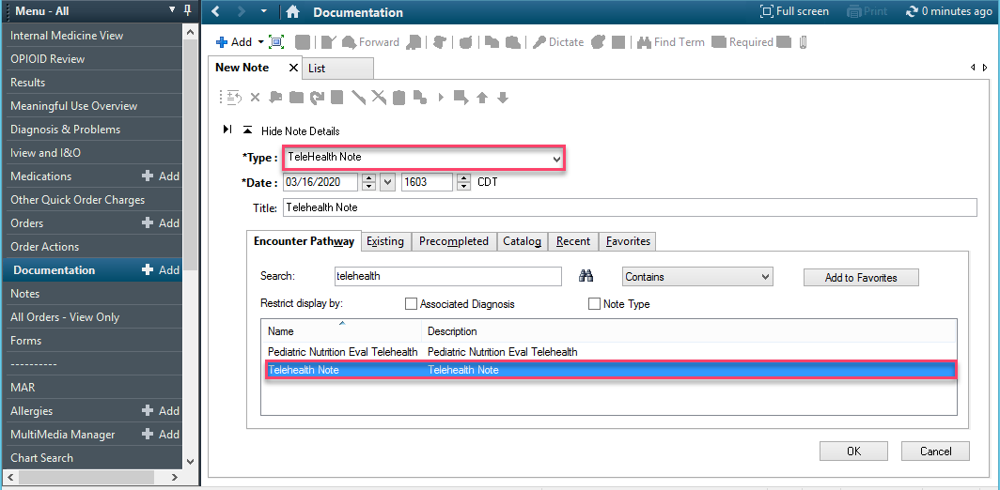 Menu - All
Internal Medicine View
OPIOID Review
Results
Meaningful Use Overview
Diagnosis & Problems
Iview and I&O
Medications Add
Other Quick Order Charges
Orders Add
Order Actions
Documentation Add
Notes
All Orders - View Only
Forms
----------
MAR
Allergies Add
MultiMedia Manager Add
Chart Search
Documentation Full screen Print 0 minutes ago
Add Forward Dictate Find Term Required
New Note List
Hide Note Details
*Type : TeleHealth Note
*Date : 03/16/2020 1603 CDT
Title: Telehealth Note
Encounter Pathway Existing Precompleted Catalog Recent Favorites
Search: telehealth Contains Add to Favorites
Restrict display by: Associated Diagnosis Note Type
Name Description
Pediatric Nutrition Eval Telehealth Pediatric Nutrition Eval Telehealth
Telehealth Note Telehealth Note
OK Cancel